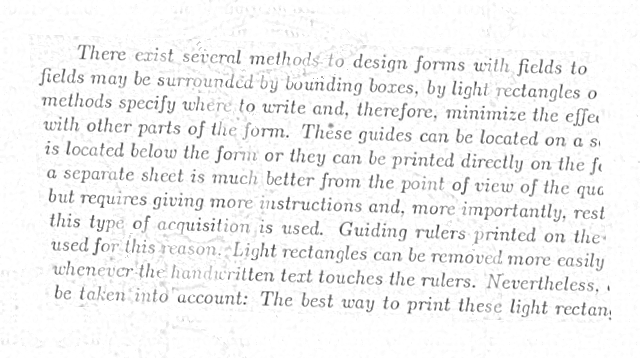 There exist several methods to design forms with fields to
fields may be surrounded by bounding boxes, by light rectangles o
methods specify where to write and, therefore, minimize the effec
with other parts of the form. These guides can be located on a s
is located below the form or they can be printed directly on the f
a separate sheet is much better from the point of view of the qua
but requires giving more instructions and, more importantly, rest
this type of acquisition is used. Guiding rulers printed on the
used for this reason. Light rectangles can be removed more easily
whenever the handwritten text touches the rulers. Nevertheless,
be taken into account: The best way to print these light rectang